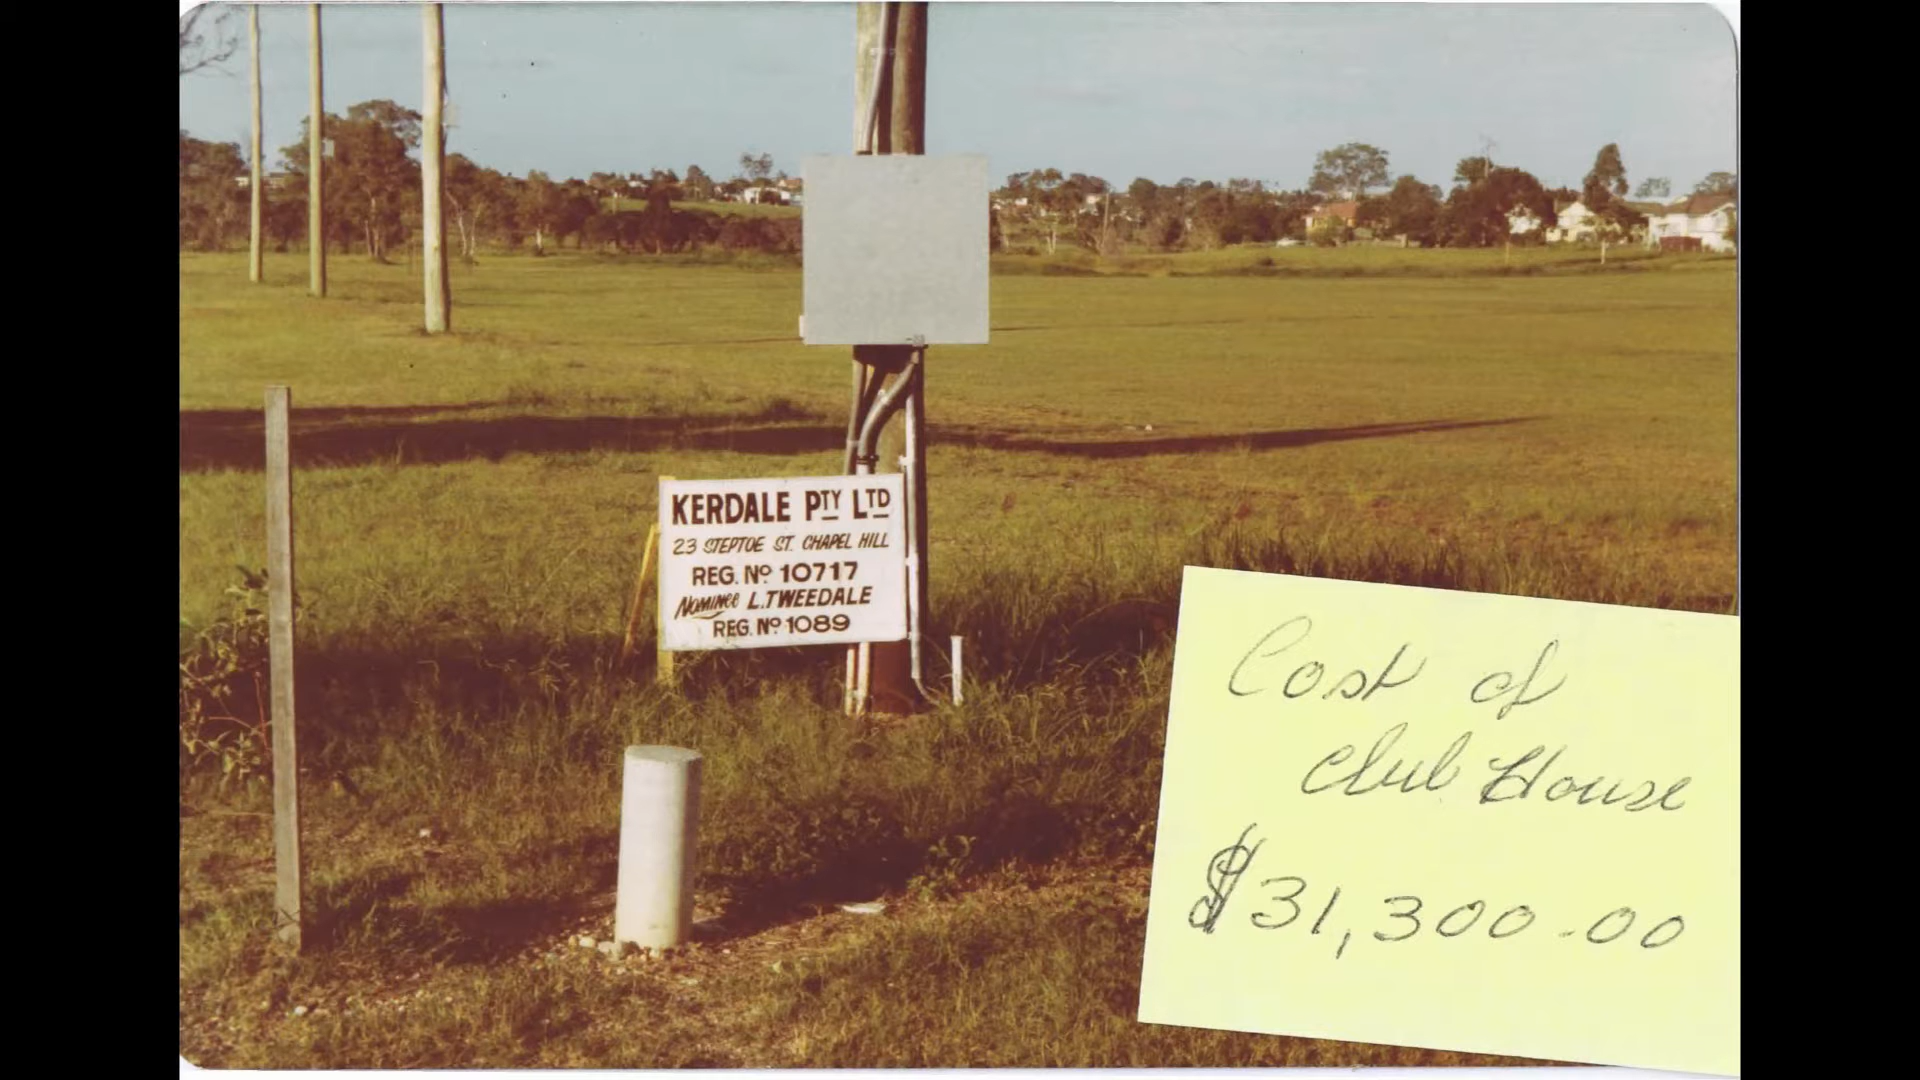 KERDALE PTY LTD
23 STEPTOE ST. CHAPEL HILL
REG. Nº 10717
Nominee L.TWEEDALE
REG. Nº 1089
Cost of
Club House
$31,300.00